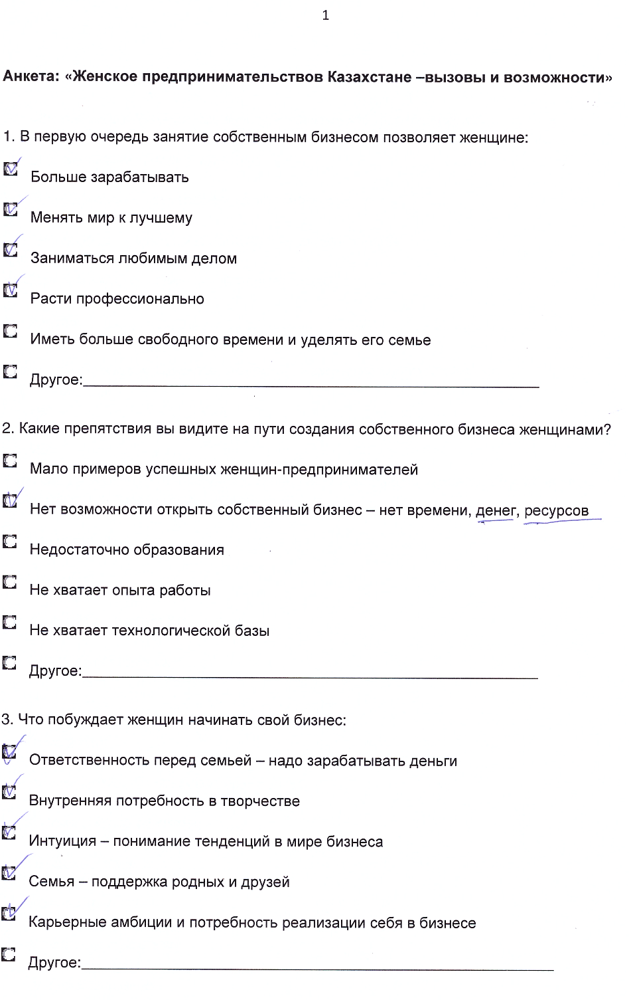 1
Анкета: «Женское предпринимательствов Казахстане –вызовы и возможности»
1. В первую очередь занятие собственным бизнесом позволяет женщине:
Больше зарабатывать
Менять мир к лучшему
Заниматься любимым делом
Расти профессионально
Иметь больше свободного времени и уделять его семье
Другое:
2. Какие препятствия вы видите на пути создания собственного бизнеса женщинами?
Мало примеров успешных женщин-предпринимателей
Нет возможности открыть собственный бизнес – нет времени, денег, ресурсов
Недостаточно образования
Не хватает опыта работы
Не хватает технологической базы
Другое:
3. Что побуждает женщин начинать свой бизнес:
Ответственность перед семьей – надо зарабатывать деньги
Внутренняя потребность в творчестве
Интуиция – понимание тенденций в мире бизнеса
Семья – поддержка родных и друзей
Карьерные амбиции и потребность реализации себя в бизнесе
Другое: